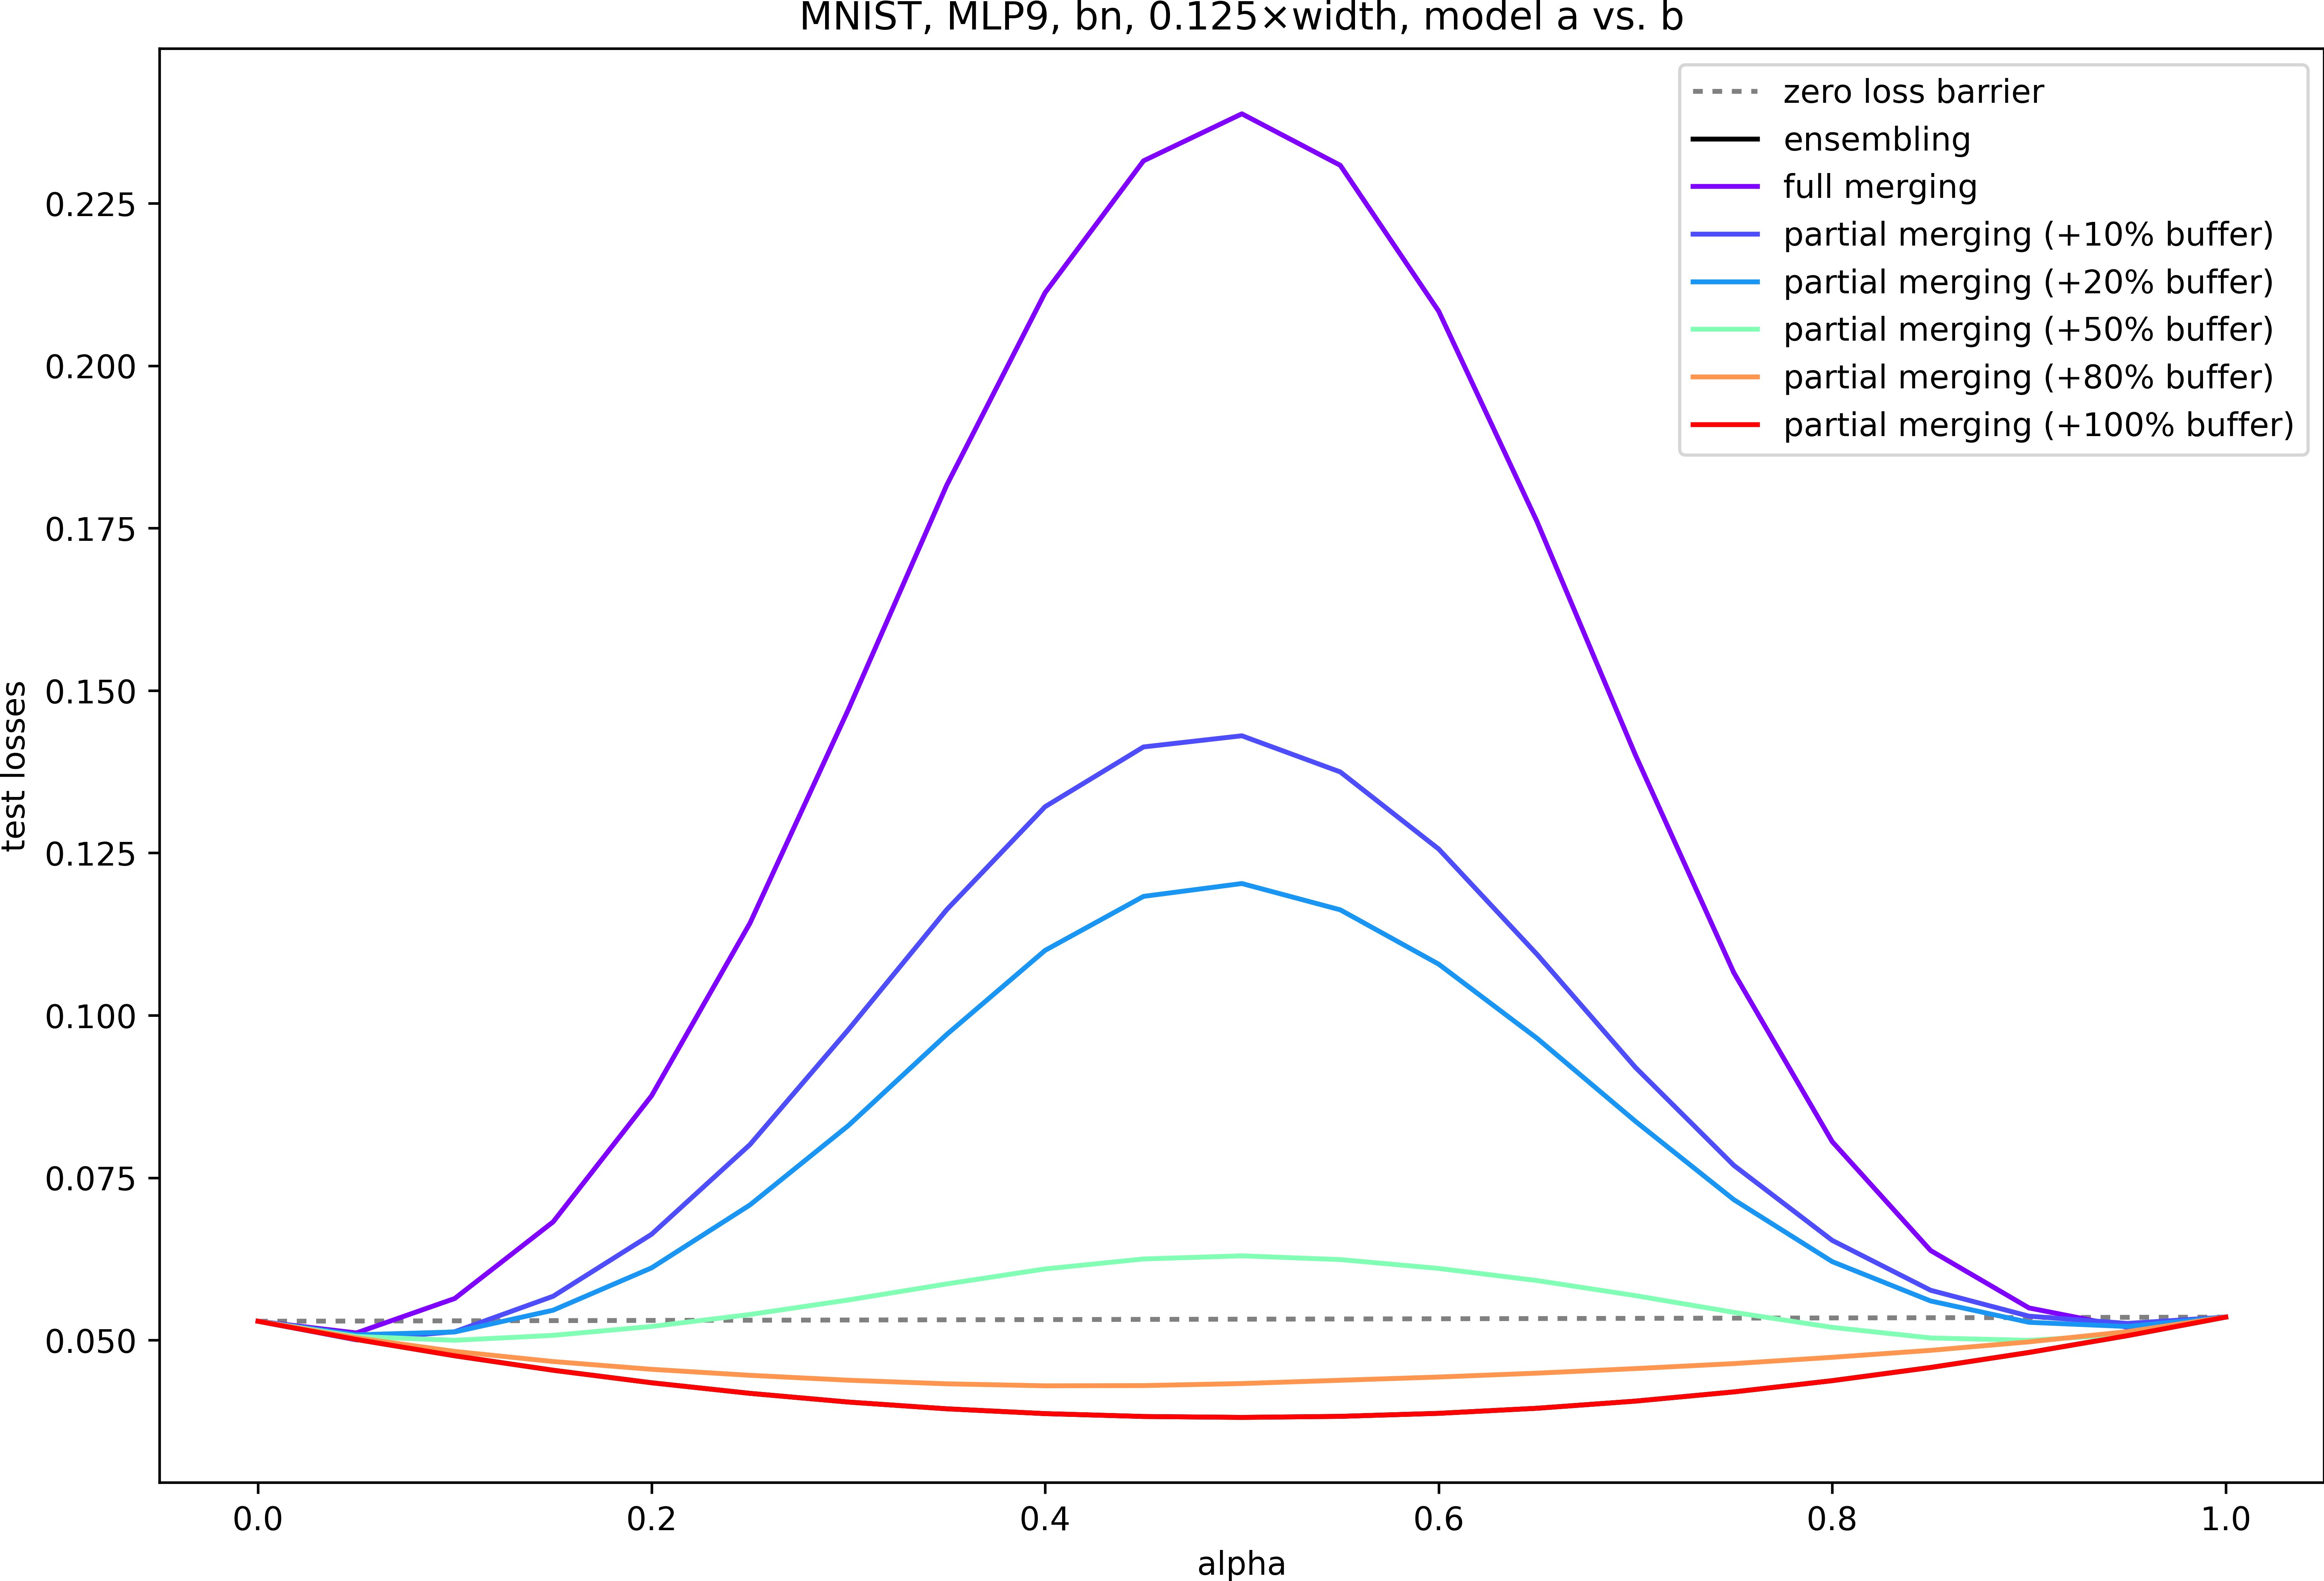 MNIST, MLP9, bn, 0.125×width, model a vs. b
zero loss barrier
ensembling
full merging
partial merging (+10% buffer)
partial merging (+20% buffer)
partial merging (+50% buffer)
partial merging (+80% buffer)
partial merging (+100% buffer)
test losses
0.225
0.200
0.175
0.150
0.125
0.100
0.075
0.050
0.0 0.2 0.4 0.6 0.8 1.0
alpha